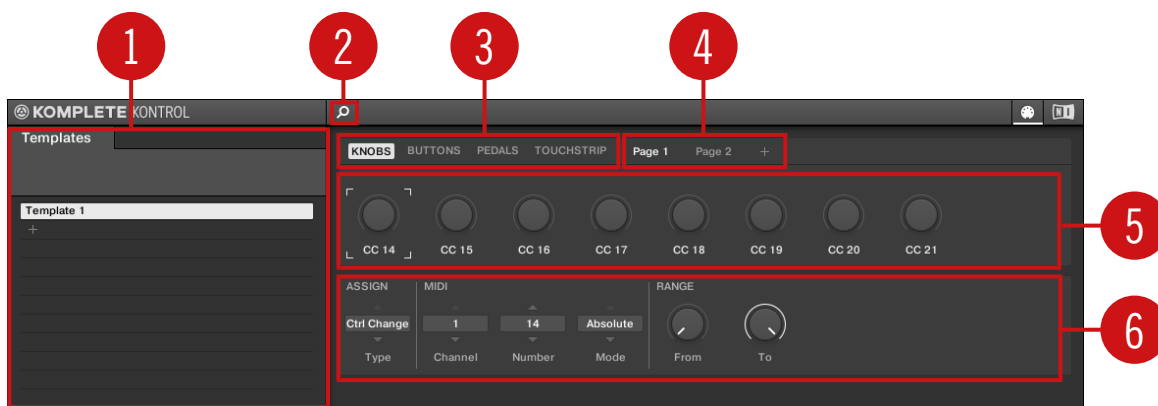 1 2 3 4
KOMPLETE KONTROL NI
Templates
KNOBS BUTTONS PEDALS TOUCHSTRIP Page 1 Page 2 +
Template 1
+
CC 14 CC 15 CC 16 CC 17 CC 18 CC 19 CC 20 CC 21
5
ASSIGN MIDI RANGE
Ctrl Change 1 14 Absolute
Type Channel Number Mode From To
6